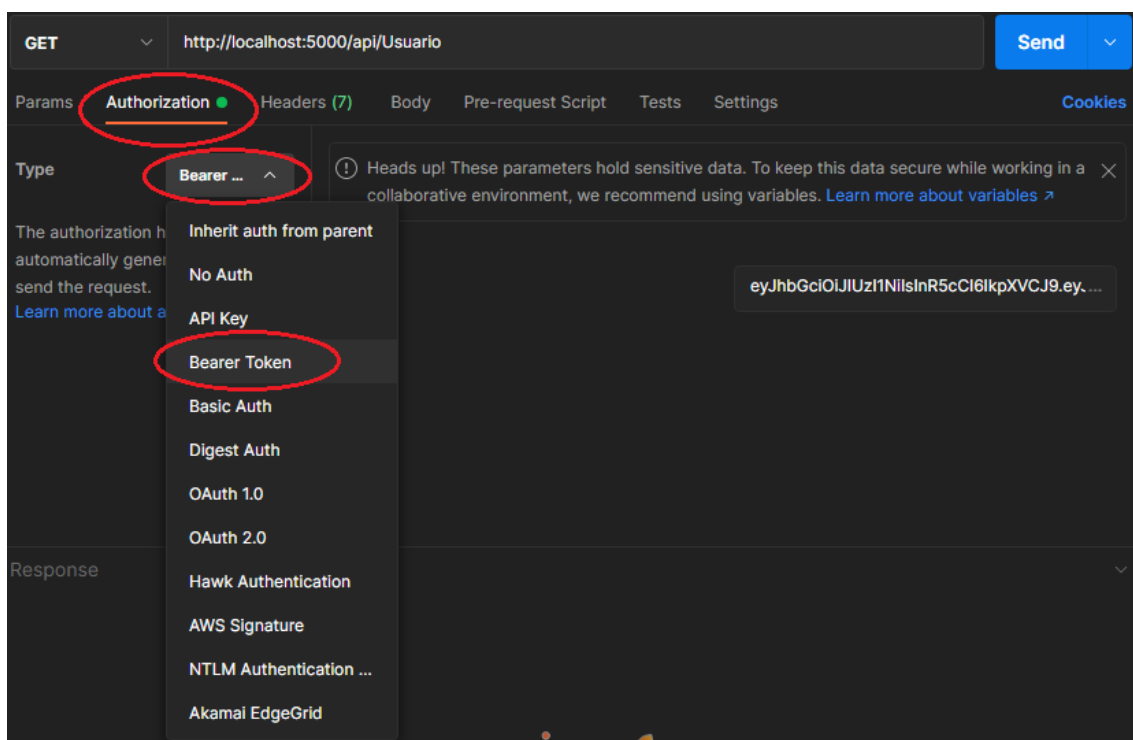 GET
http://localhost:5000/api/Usuario
Send
Params
Authorization
Headers (7)
Body
Pre-request Script
Tests
Settings
Cookies
Type
Bearer ...
Heads up! These parameters hold sensitive data. To keep this data secure while working in a
collaborative environment, we recommend using variables. Learn more about variables ↗
The authorization h
automatically gener
send the request.
Learn more about a
Inherit auth from parent
No Auth
API Key
Bearer Token
Basic Auth
Digest Auth
OAuth 1.0
OAuth 2.0
Hawk Authentication
AWS Signature
NTLM Authentication ...
Akamai EdgeGrid
eyJhbGciOiJIUzI1NiIsInR5cCI6IkpXVCJ9.ey. ...
Response